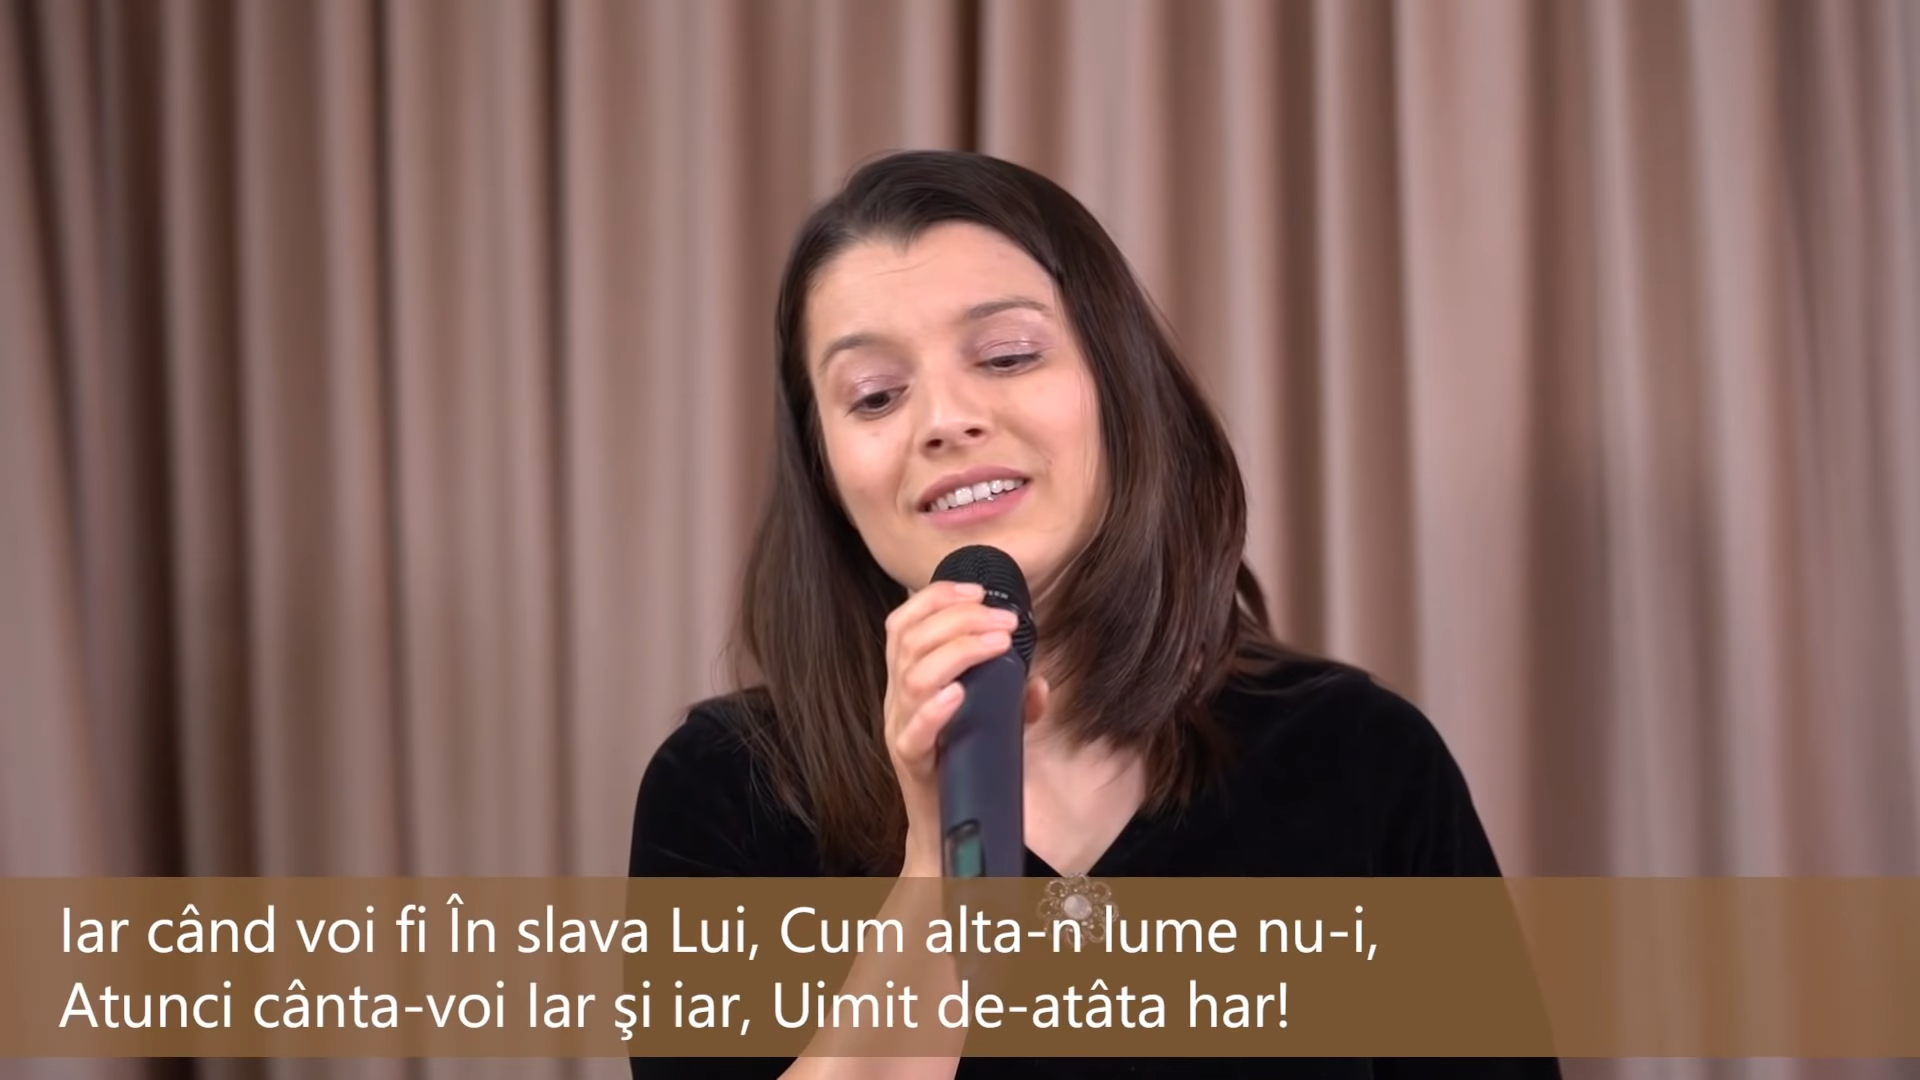 Iar când voi fi În slava Lui, Cum alta-n lume nu-i,
Atunci cânta-voi Iar şi iar, Uimit de-atâta har!